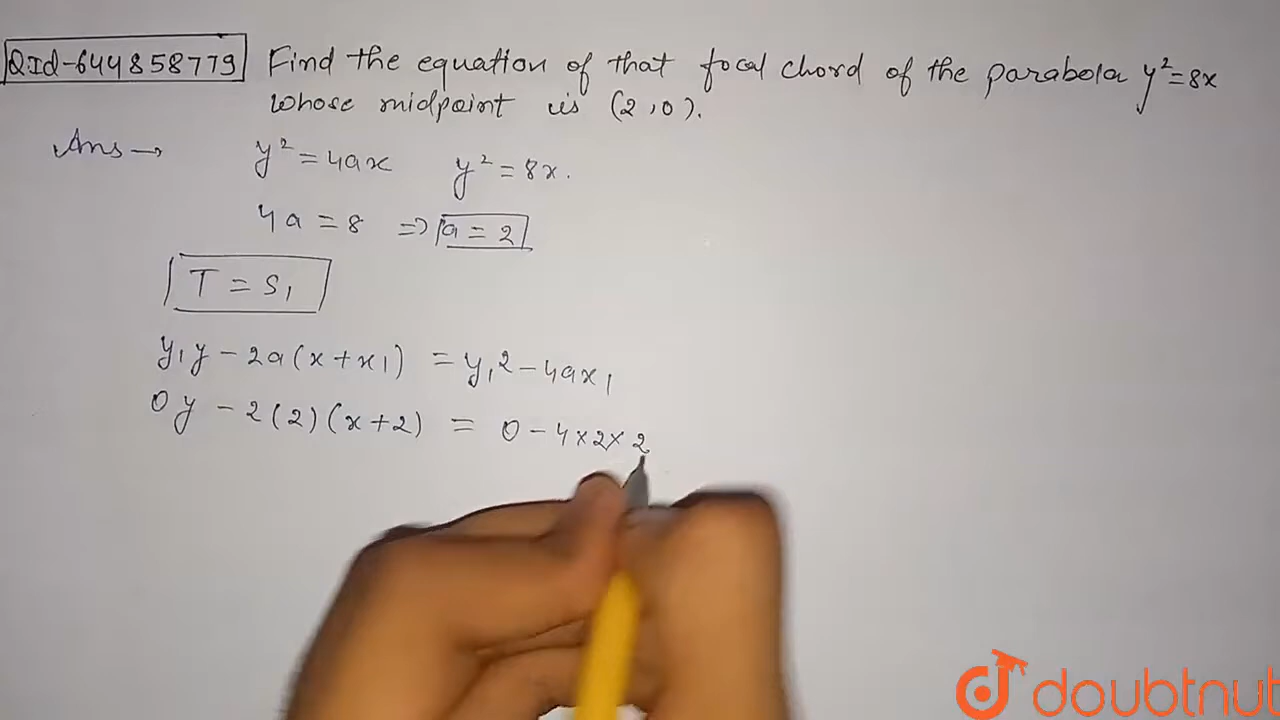 QId-644858779 Find the equation of that focal chord of the parabola y²=8x
whose midpoint is (2,0).
Ans → y² = 4ax y² = 8x.
4a = 8 ⇒ a = 2
T = S₁
y₁y - 2a(x+x₁) = y₁² - 4ax₁
0y - 2(2)(x+2) = 0 - 4×2×2
doubtnut